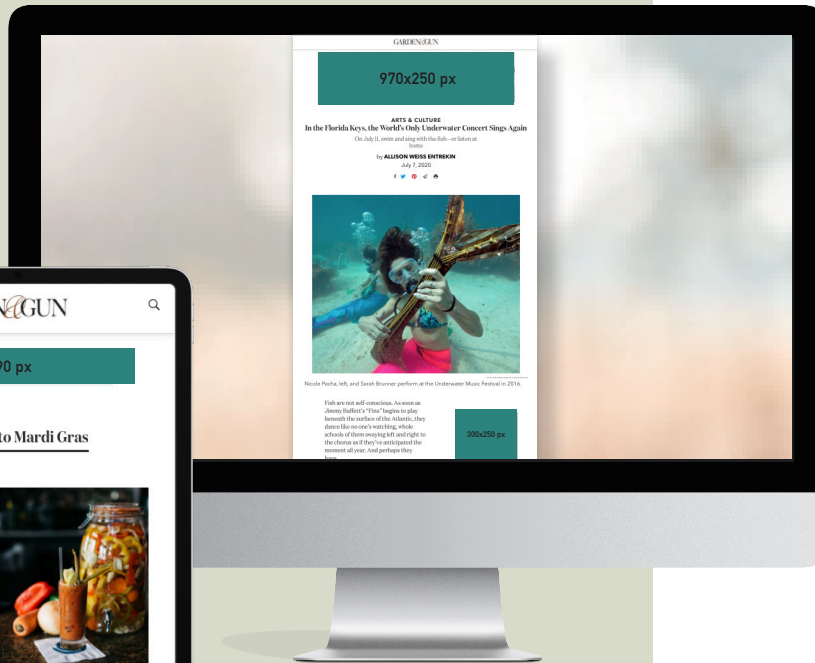 GARDEN&GUN
970x250 px
ARTS & CULTURE
In the Florida Keys, the World's Only Underwater Concert Sings Again
On July 11, swim and sing with the fish—or listen at
home
by ALLISON WEISS ENTREKIN
July 7, 2020
Nicole Pacha, left, and Sarah Brunner perform at the Underwater Music Festival in 2016.
Fish are not self-conscious. As soon as
Jimmy Buffett's "Fins" begins to play
beneath the surface of the Atlantic, they
dance like no one's watching, whole
schools of them swaying left and right to
the chorus as if they've anticipated the
moment all year. And perhaps they
have.
300x250 px
N&GUN
90 px
to Mardi Gras